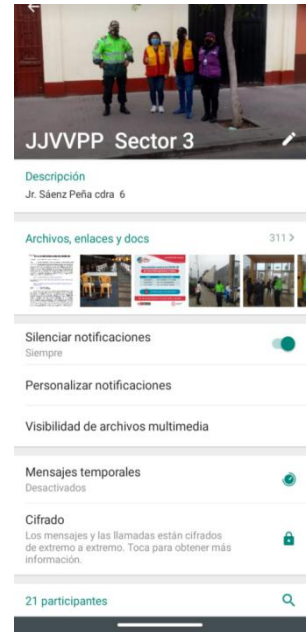 JJVVPP Sector 3
Descripción
Jr. Sáenz Peña cdra 6
Archivos, enlaces y docs 311
Silenciar notificaciones
Siempre
Personalizar notificaciones
Visibilidad de archivos multimedia
Mensajes temporales
Desactivados
Cifrado
Los mensajes y las llamadas están cifrados
de extremo a extremo. Toca para obtener más
información.
21 participantes